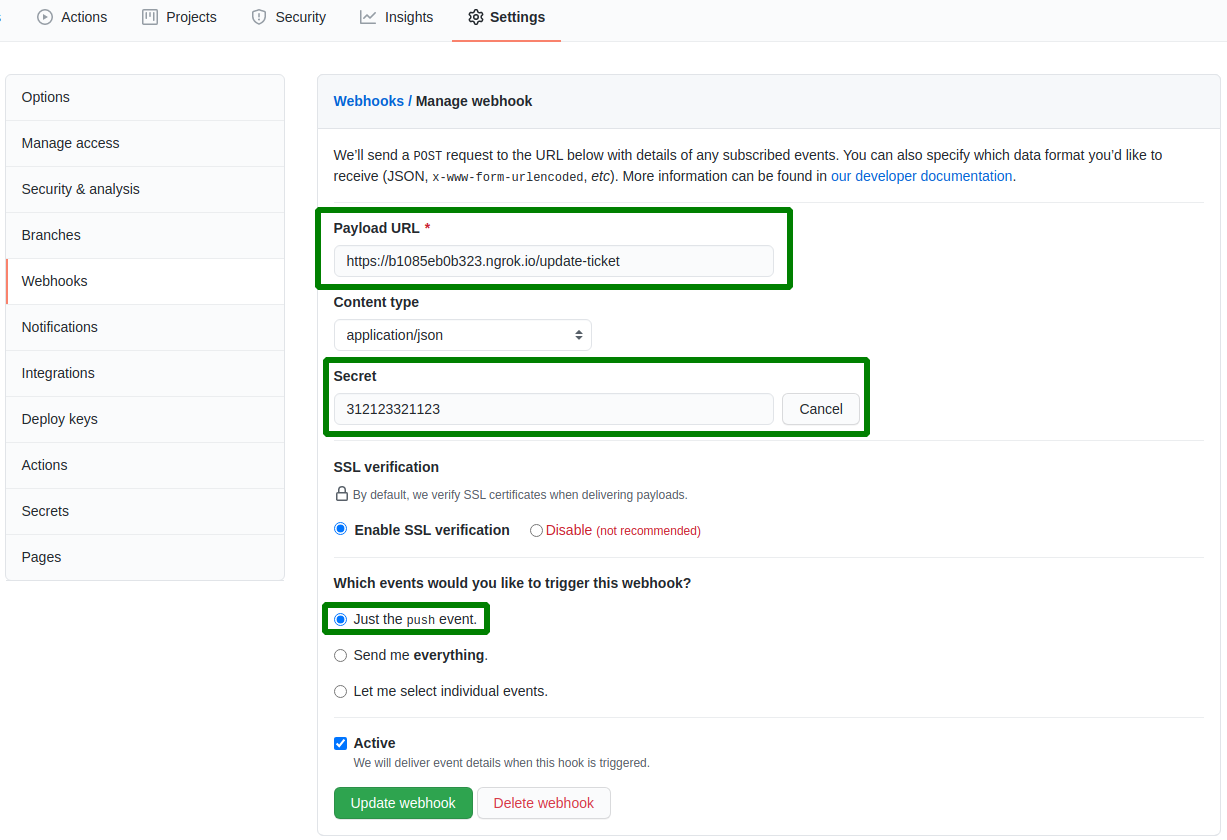 Actions Projects Security Insights Settings
Options
Manage access
Security & analysis
Branches
Webhooks
Notifications
Integrations
Deploy keys
Actions
Secrets
Pages
Webhooks / Manage webhook
We'll send a POST request to the URL below with details of any subscribed events. You can also specify which data format you'd like to
receive (JSON, x-www-form-urlencoded, etc). More information can be found in our developer documentation.
Payload URL *
https://b1085eb0b323.ngrok.io/update-ticket
Content type
application/json
Secret
312123321123 Cancel
SSL verification
By default, we verify SSL certificates when delivering payloads.
Enable SSL verification Disable (not recommended)
Which events would you like to trigger this webhook?
Just the push event.
Send me everything.
Let me select individual events.
Active
We will deliver event details when this hook is triggered.
Update webhook Delete webhook